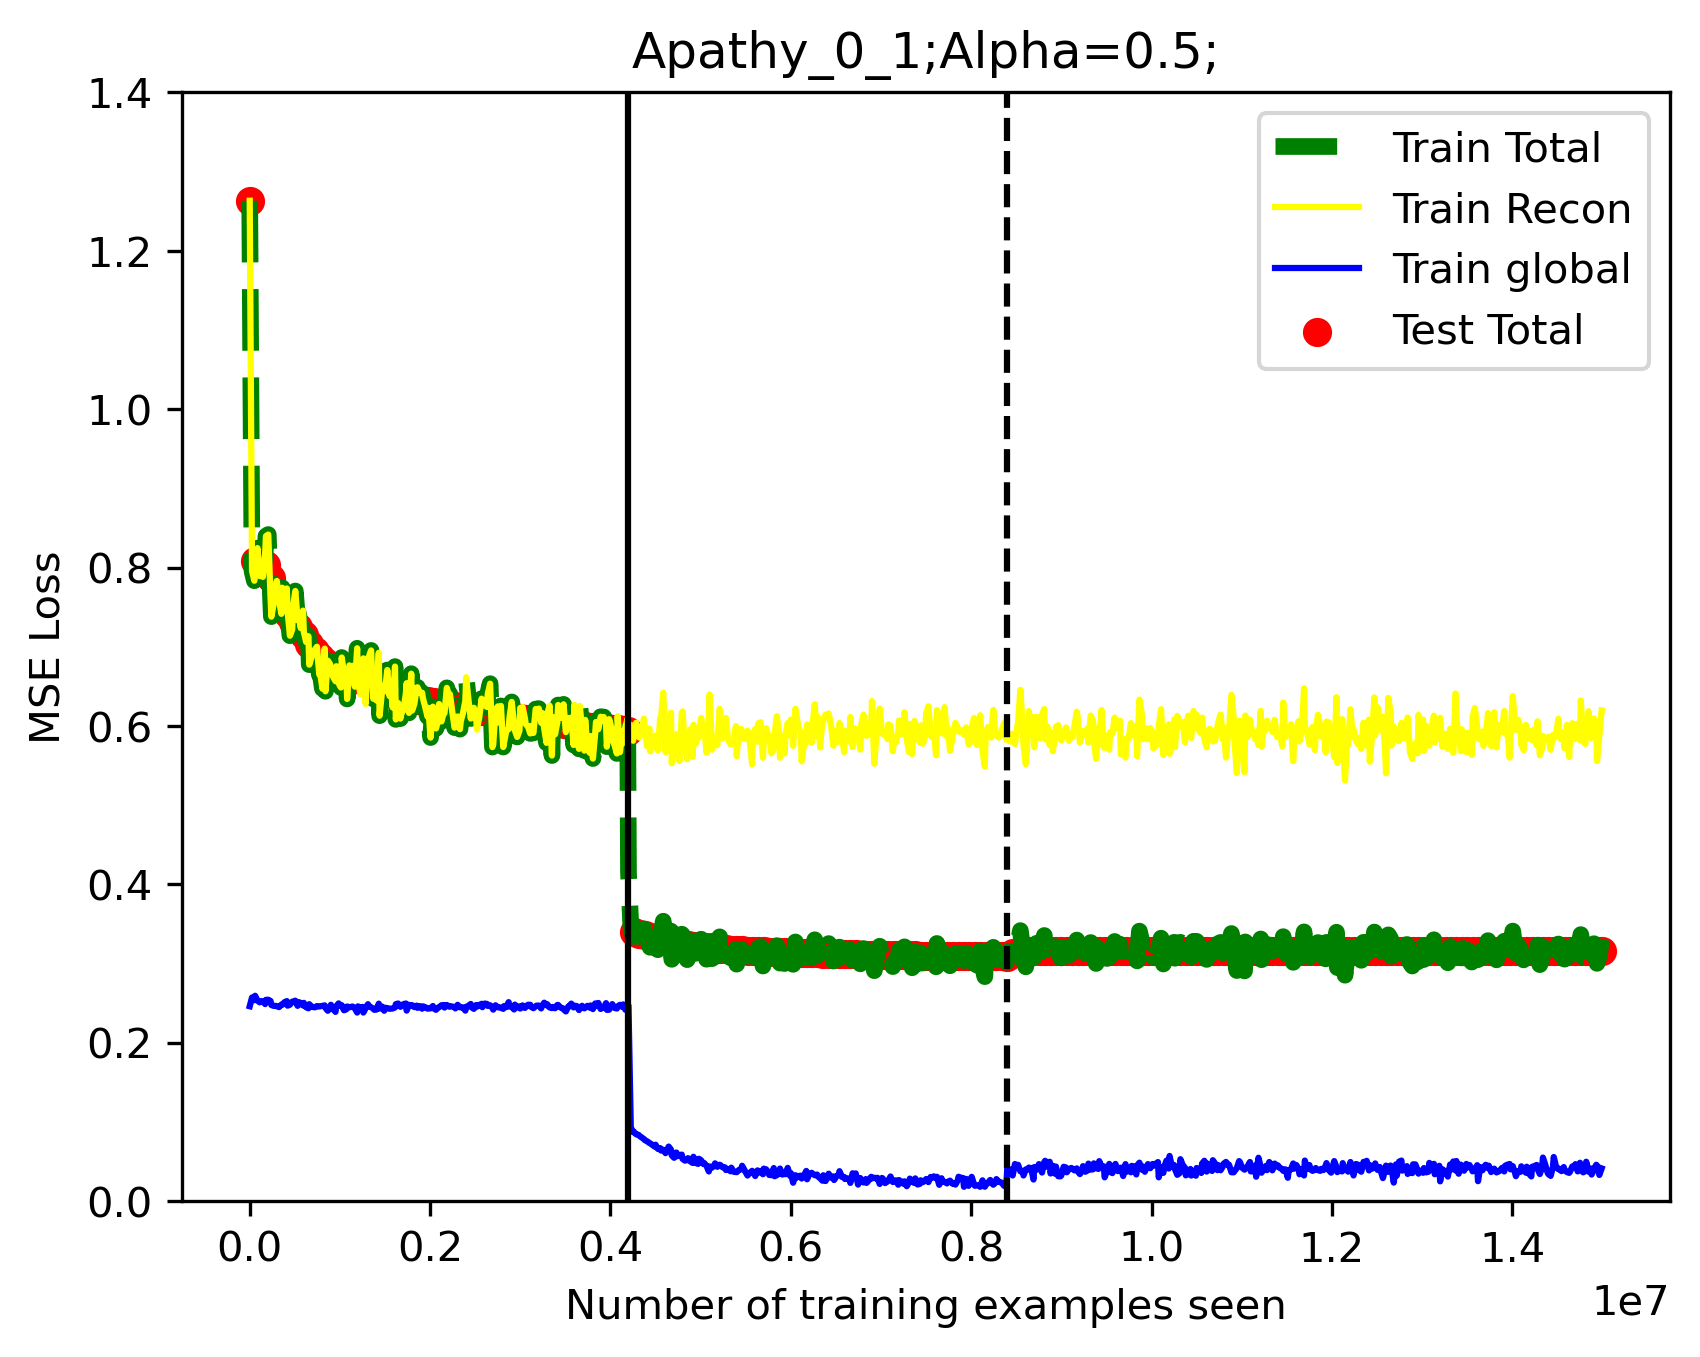 Apathy_0_1;Alpha=0.5;
1.4
1.2
1.0
0.8
0.6
0.4
0.2
0.0
MSE Loss
Train Total
Train Recon
Train global
Test Total
0.0 0.2 0.4 0.6 0.8 1.0 1.2 1.4
1e7
Number of training examples seen